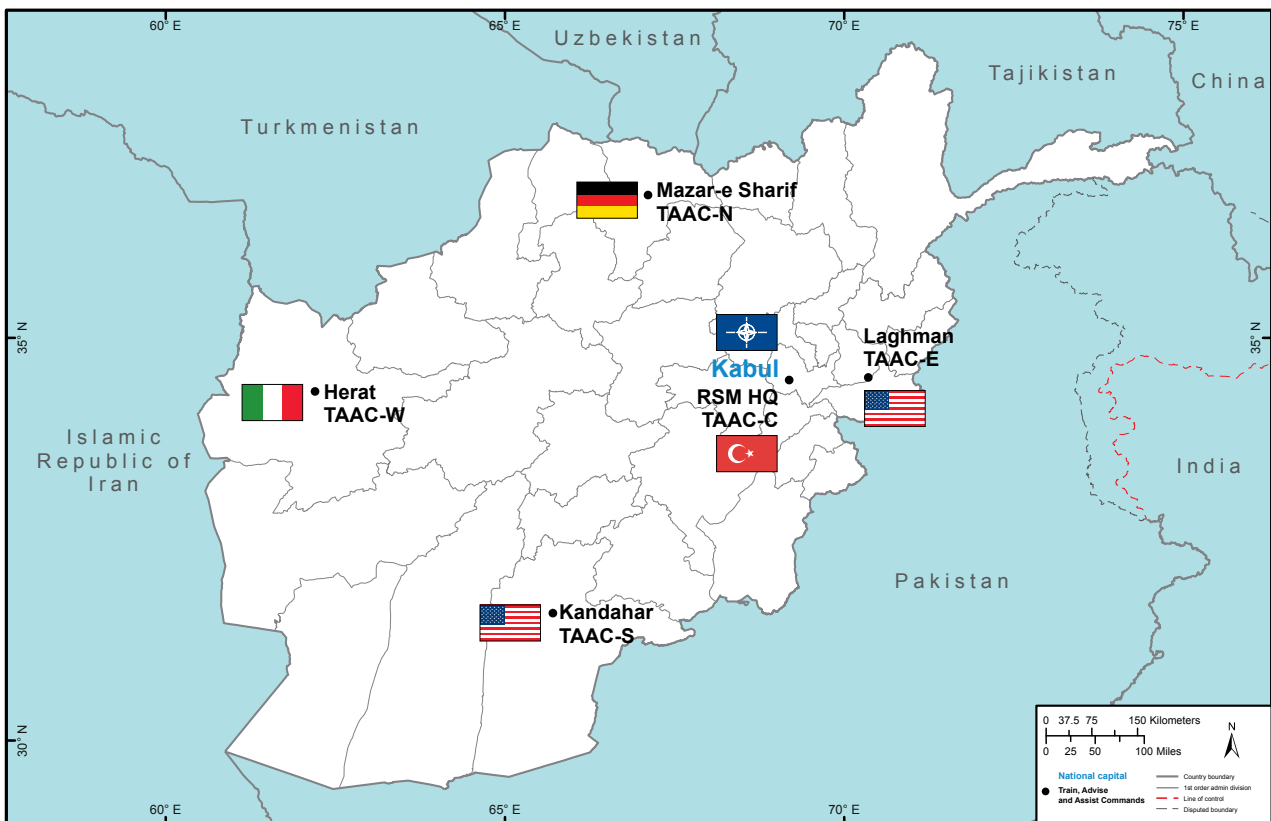 60° E
65° E
70° E
75° E
Uzbekistan
Tajikistan
China
Turkmenistan
Mazar-e Sharif
TAAC-N
35° N
35° N
Laghman
TAAC-E
Kabul
RSM HQ
TAAC-C
Herat
TAAC-W
Islamic
Republic of
Iran
India
Pakistan
Kandahar
TAAC-S
30° N
0 37.5 75 150 Kilometers
0 25 50 100 Miles
N
National capital
Train, Advise
and Assist Commands
Country boundary
1st order admin division
Line of control
Disputed boundary
60° E
65° E
70° E